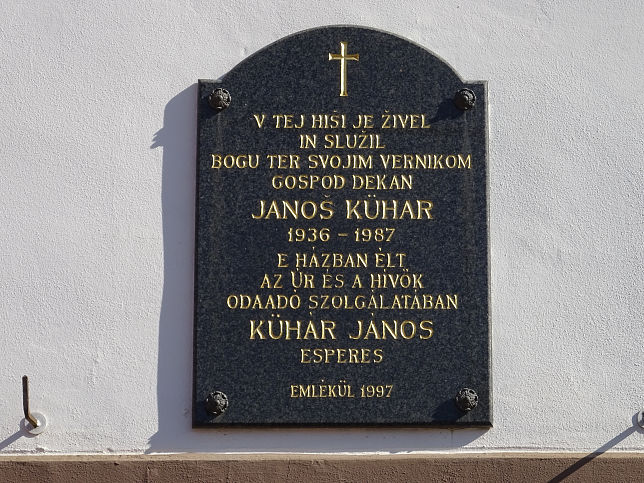 V TEJ HIŠI JE ŽIVEL
IN SLUŽIL
BOGU TER SVOJIM VERNIKOM
GOSPOD DEKAN
JANOŠ KÜHAR
1936 – 1987
E HÁZBAN ÉLT
AZ ÚR ÉS A HÍVŐK
ODAADÓ SZOLGÁLATÁBAN
KÜHÁR JÁNOS
ESPERES
EMLÉKÜL 1997